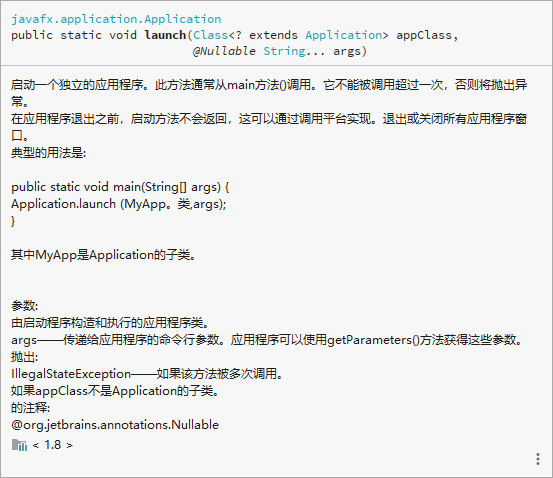 javafx.application.Application
public static void launch(Class<? extends Application> appClass,
@Nullable String... args)
启动一个独立的应用程序。此方法通常从main方法()调用。它不能被调用超过一次，否则将抛出异
常。
在应用程序退出之前，启动方法不会返回，这可以通过调用平台实现。退出或关闭所有应用程序窗
口。
典型的用法是:
public static void main(String[] args) {
Application.launch (MyApp。类,args);
}
其中MyApp是Application的子类。
参数:
由启动程序构造和执行的应用程序类。
args——传递给应用程序的命令行参数。应用程序可以使用getParameters()方法获得这些参数。
抛出:
IllegalStateException——如果该方法被多次调用。
如果appClass不是Application的子类。
的注释:
@org.jetbrains.annotations.Nullable
< 1.8 >